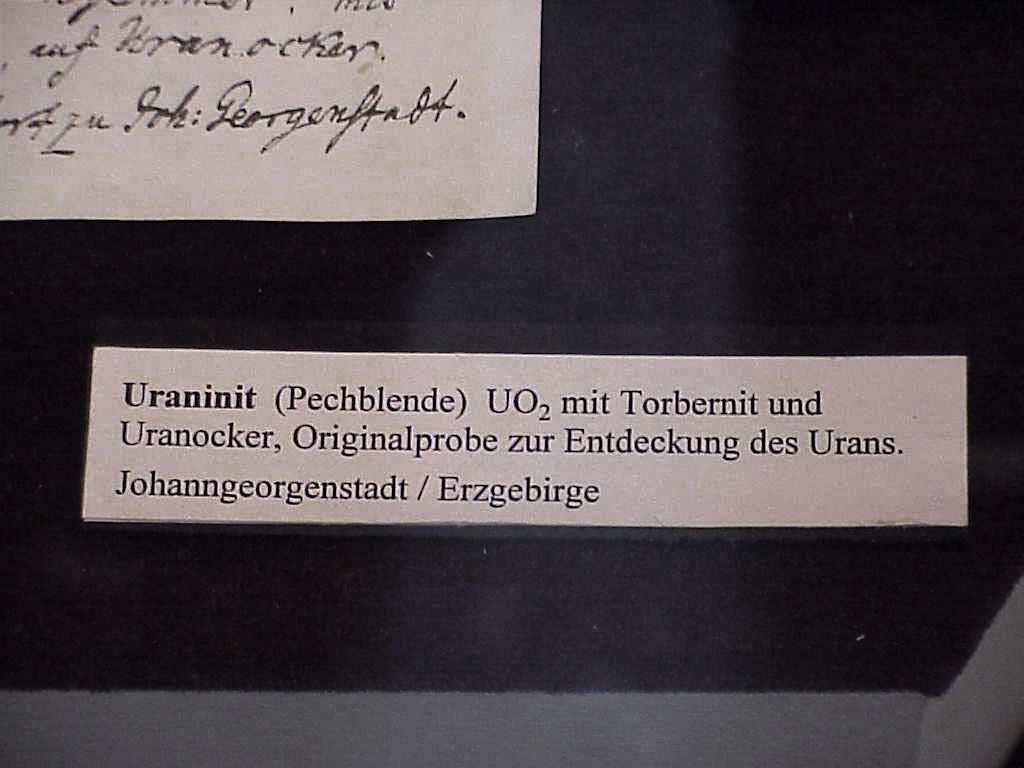 mit
auf Uranocker.
zu Joh: Georgenstadt.
Uraninit (Pechblende) UO₂ mit Torbernit und
Uranocker, Originalprobe zur Entdeckung des Urans.
Johanngeorgenstadt / Erzgebirge